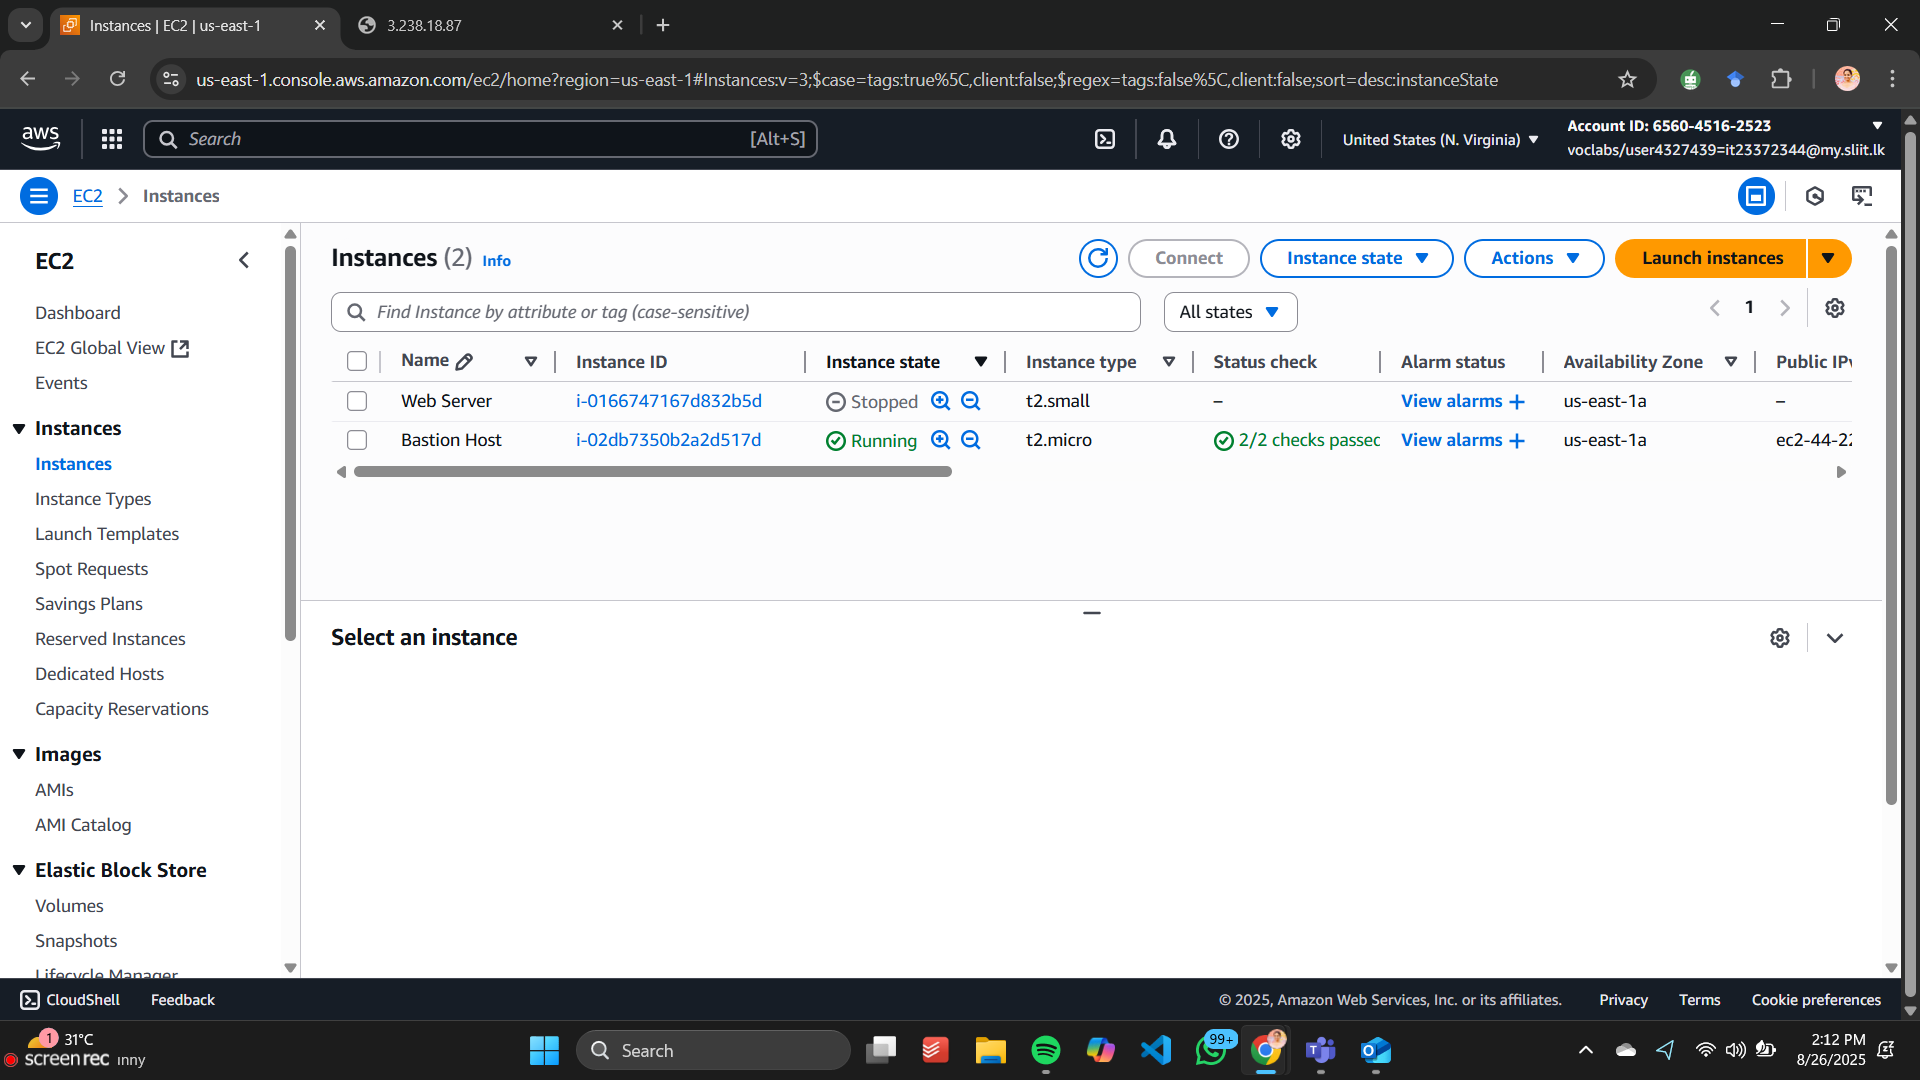 Instances | EC2 | us-east-1
3.238.18.87
us-east-1.console.aws.amazon.com/ec2/home?region=us-east-1#Instances:v=3;$case=tags:true%5C,client:false;$regex=tags:false%5C,client:false;sort=desc:instanceState
aws
Search [Alt+S]
United States (N. Virginia)
Account ID: 6560-4516-2523
voclabs/user4327439=it23372344@my.sliit.lk
EC2 Instances
EC2
Dashboard
EC2 Global View
Events
Instances
Instances
Instance Types
Launch Templates
Spot Requests
Savings Plans
Reserved Instances
Dedicated Hosts
Capacity Reservations
Images
AMIs
AMI Catalog
Elastic Block Store
Volumes
Snapshots
Lifecycle Manager
Instances (2) Info
Connect
Instance state
Actions
Launch instances
Find Instance by attribute or tag (case-sensitive)
All states
1
Name Instance ID Instance state Instance type Status check Alarm status Availability Zone Public IPv
Web Server i-0166747167d832b5d Stopped t2.small – View alarms + us-east-1a –
Bastion Host i-02db7350b2a2d517d Running t2.micro 2/2 checks passed View alarms + us-east-1a ec2-44-22
Select an instance
CloudShell Feedback
© 2025, Amazon Web Services, Inc. or its affiliates. Privacy Terms Cookie preferences
1
31°C
screenrec
nny
Search
99+
2:12 PM
8/26/2025